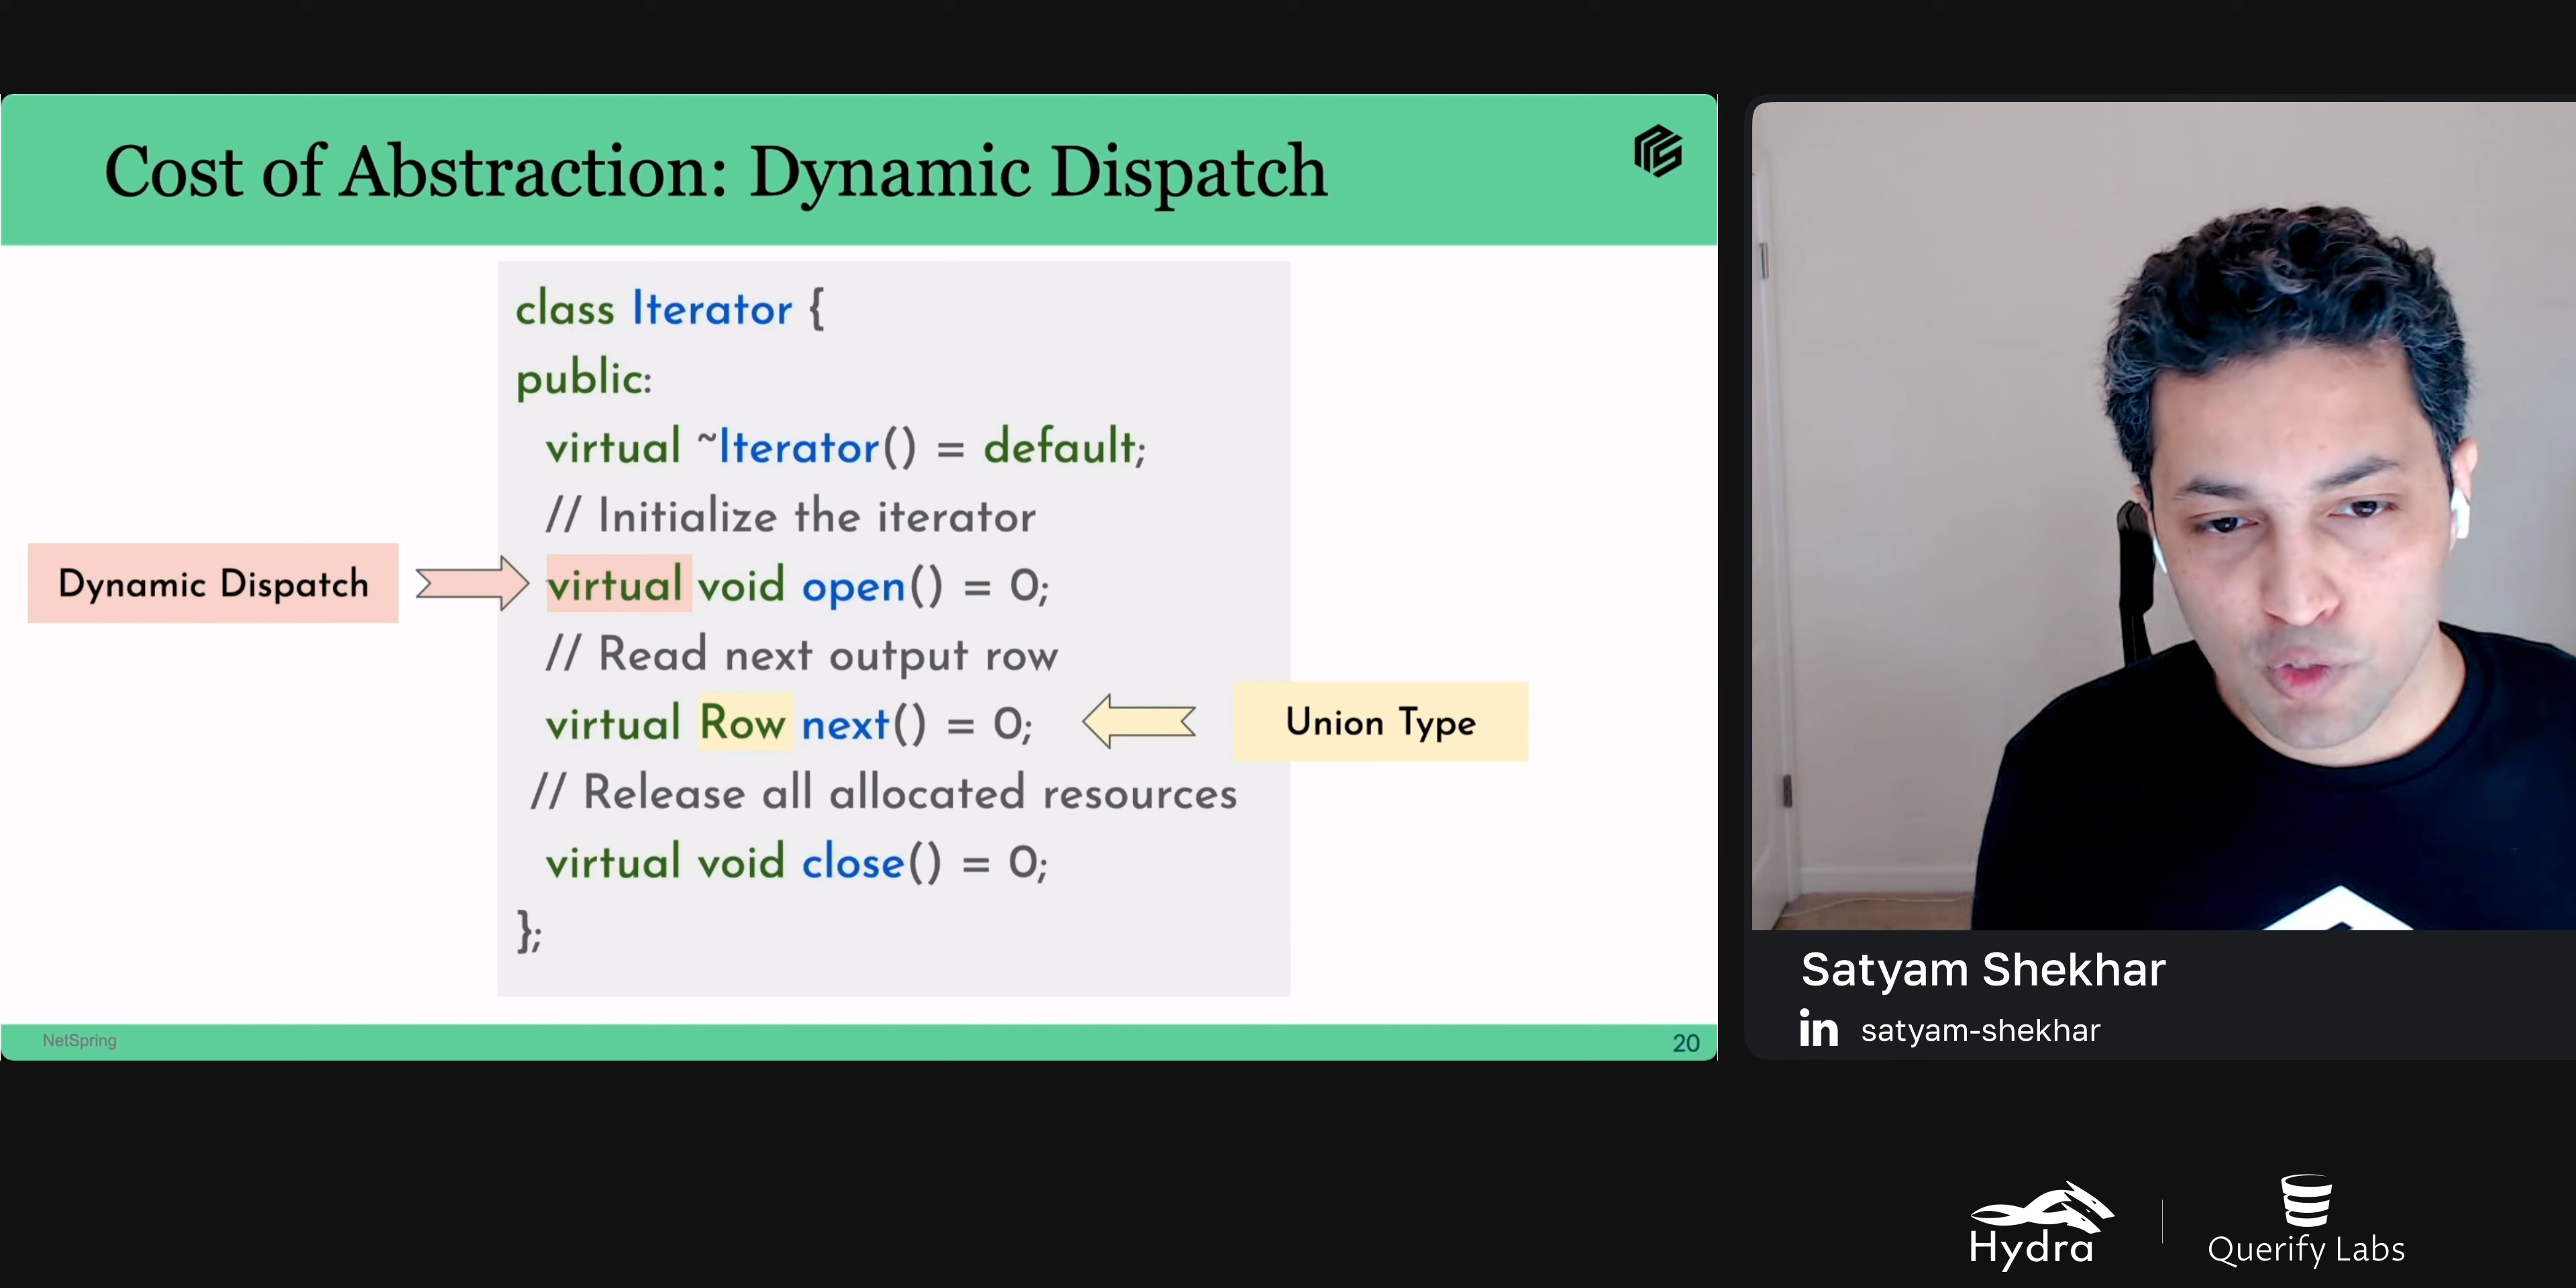 Cost of Abstraction: Dynamic Dispatch
class Iterator {
public:
virtual ~Iterator() = default;
// Initialize the iterator
Dynamic Dispatch
virtual void open() = 0;
// Read next output row
virtual Row next() = 0;
Union Type
// Release all allocated resources
virtual void close() = 0;
};
NetSpring
20
Satyam Shekhar
in satyam-shekhar
Hydra
Querify Labs